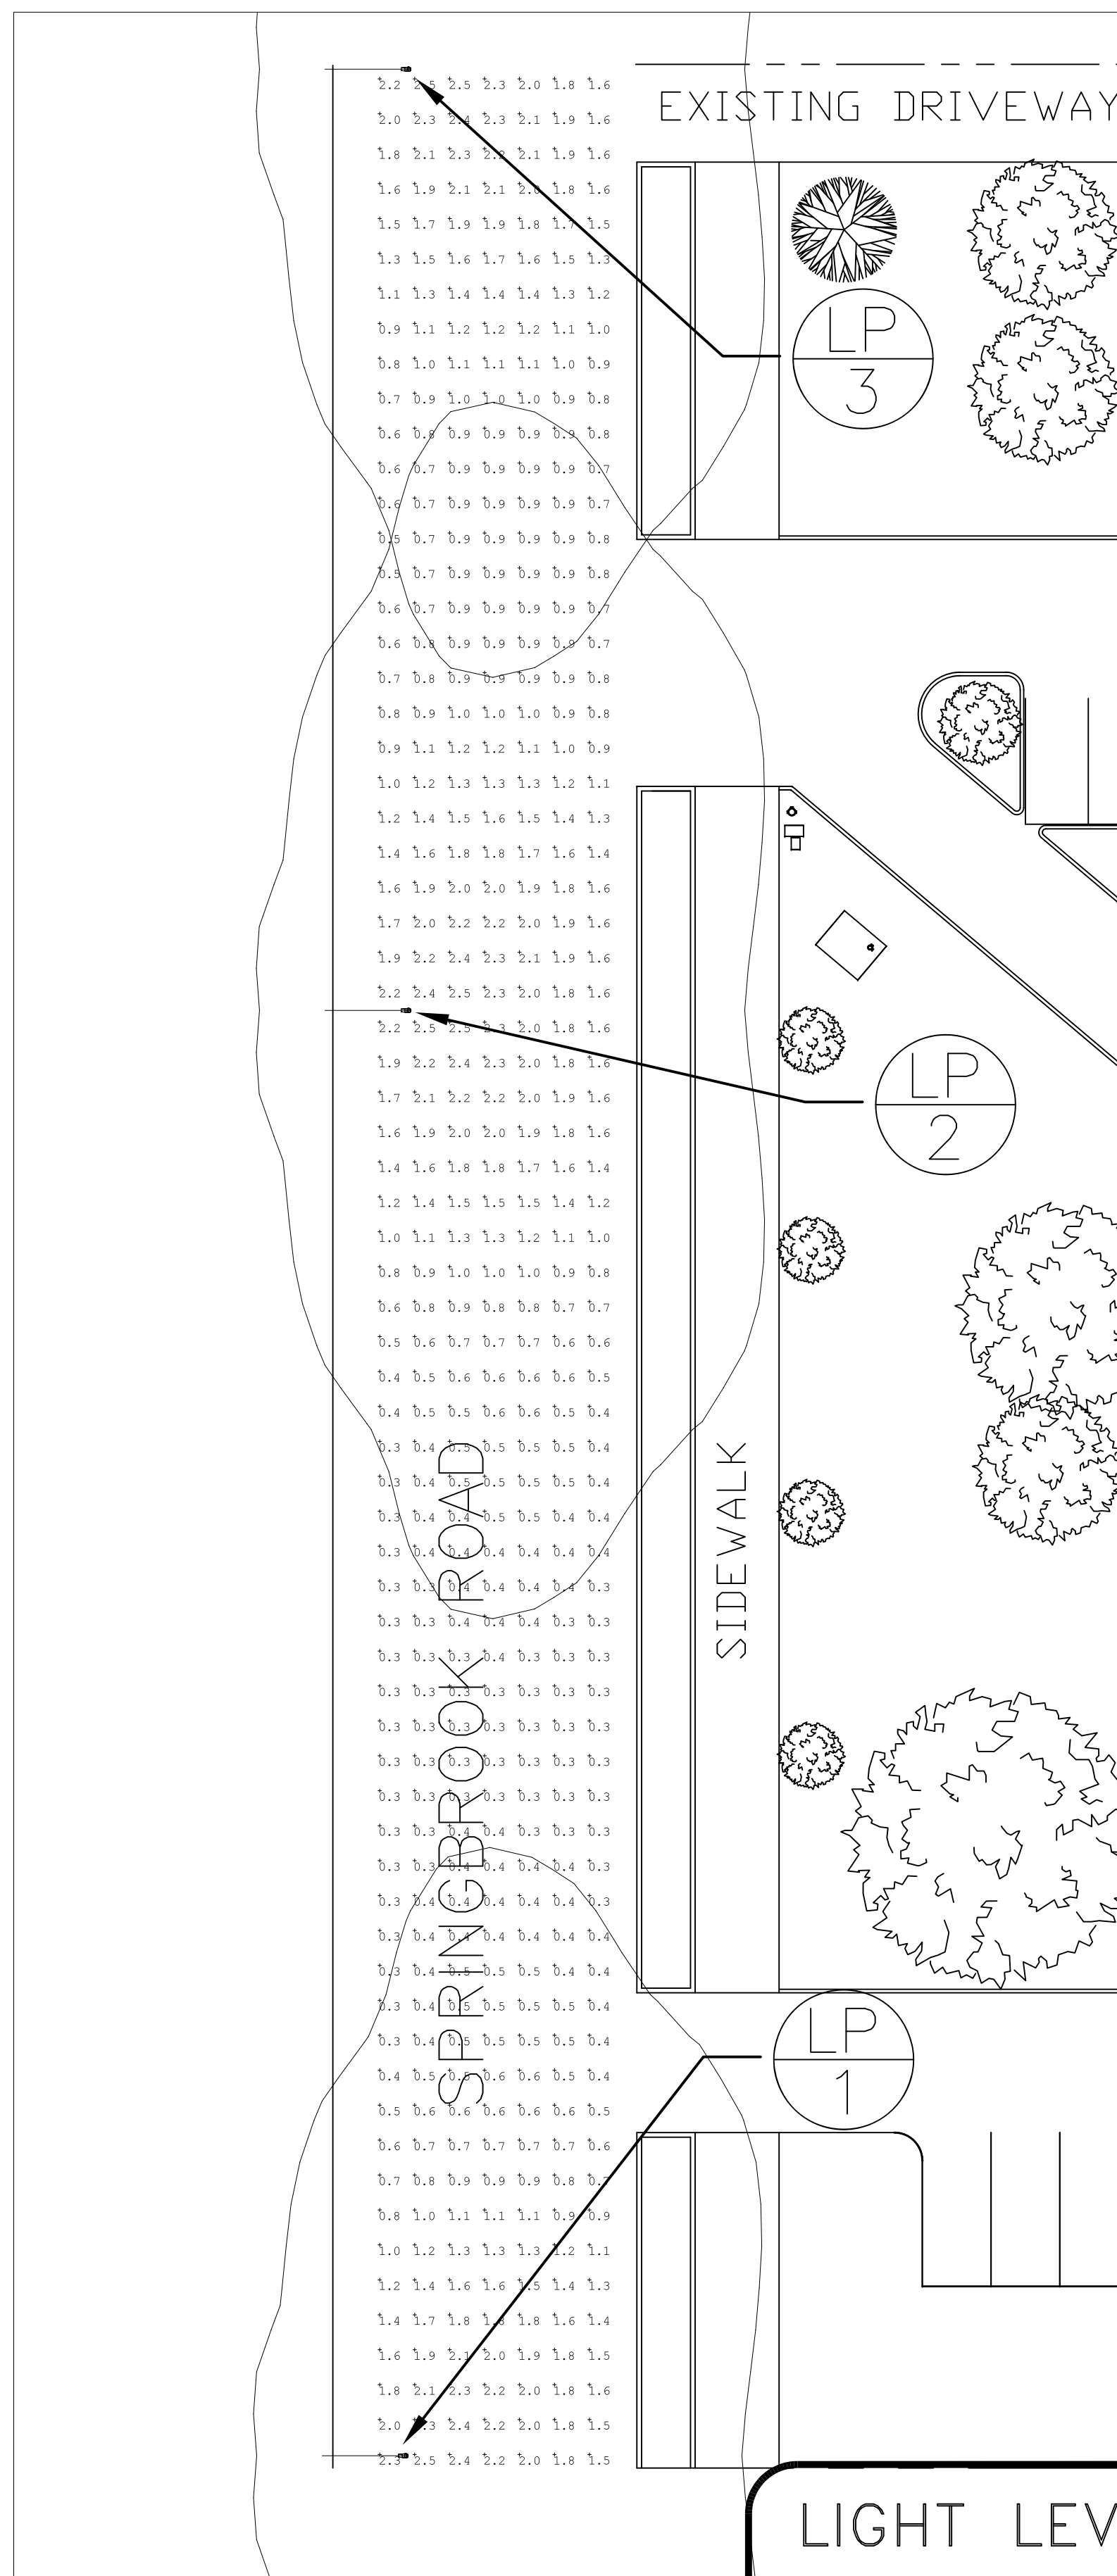 2.2 2.5 2.5 2.3 2.0 1.8 1.6
EXISTING DRIVEWAY
2.0 2.3 2.4 2.3 2.1 1.9 1.6
1.8 2.1 2.3 2.2 2.1 1.9 1.6
1.6 1.9 2.1 2.1 2.0 1.8 1.6
1.5 1.7 1.9 1.9 1.8 1.7 1.5
1.3 1.5 1.6 1.7 1.6 1.5 1.3
1.1 1.3 1.4 1.4 1.4 1.3 1.2
0.9 1.1 1.2 1.2 1.2 1.1 1.0
LP
3
0.8 1.0 1.1 1.1 1.1 1.0 0.9
0.7 0.9 1.0 1.0 1.0 0.9 0.8
0.6 0.8 0.9 0.9 0.9 0.9 0.8
0.6 0.7 0.9 0.9 0.9 0.9 0.7
0.6 0.7 0.9 0.9 0.9 0.9 0.7
0.5 0.7 0.9 0.9 0.9 0.9 0.8
0.5 0.7 0.9 0.9 0.9 0.9 0.8
0.6 0.7 0.9 0.9 0.9 0.9 0.7
0.6 0.8 0.9 0.9 0.9 0.9 0.7
0.7 0.8 0.9 0.9 0.9 0.9 0.8
0.8 0.9 1.0 1.0 1.0 0.9 0.8
0.9 1.1 1.2 1.2 1.1 1.0 0.9
1.0 1.2 1.3 1.3 1.3 1.2 1.1
1.2 1.4 1.5 1.6 1.5 1.4 1.3
1.4 1.6 1.8 1.8 1.7 1.6 1.4
1.6 1.9 2.0 2.0 1.9 1.8 1.6
1.7 2.0 2.2 2.2 2.0 1.9 1.6
1.9 2.2 2.4 2.3 2.1 1.9 1.6
2.2 2.4 2.5 2.3 2.0 1.8 1.6
2.2 2.5 2.5 2.3 2.0 1.8 1.6
1.9 2.2 2.4 2.3 2.0 1.8 1.6
LP
2
1.7 2.1 2.2 2.2 2.0 1.9 1.6
1.6 1.9 2.0 2.0 1.9 1.8 1.6
1.4 1.6 1.8 1.8 1.7 1.6 1.4
1.2 1.4 1.5 1.5 1.5 1.4 1.2
1.0 1.1 1.3 1.3 1.2 1.1 1.0
0.8 0.9 1.0 1.0 1.0 0.9 0.8
0.6 0.8 0.9 0.8 0.8 0.7 0.7
0.5 0.6 0.7 0.7 0.7 0.6 0.6
0.4 0.5 0.6 0.6 0.6 0.6 0.5
0.4 0.5 0.5 0.6 0.6 0.5 0.4
0.3 0.4 0.5 0.5 0.5 0.5 0.4
0.3 0.4 0.5 0.5 0.5 0.5 0.4
0.3 0.4 0.4 0.5 0.5 0.4 0.4
0.3 0.4 0.4 0.4 0.4 0.4 0.4
0.3 0.3 0.4 0.4 0.4 0.4 0.3
0.3 0.3 0.4 0.4 0.4 0.3 0.3
0.3 0.3 0.3 0.4 0.3 0.3 0.3
0.3 0.3 0.3 0.3 0.3 0.3 0.3
0.3 0.3 0.3 0.3 0.3 0.3 0.3
0.3 0.3 0.3 0.3 0.3 0.3 0.3
0.3 0.3 0.3 0.3 0.3 0.3 0.3
0.3 0.3 0.4 0.4 0.3 0.3 0.3
0.3 0.3 0.4 0.4 0.4 0.4 0.3
0.3 0.4 0.4 0.4 0.4 0.4 0.3
0.3 0.4 0.4 0.4 0.4 0.4 0.4
0.3 0.4 0.5 0.5 0.5 0.4 0.4
0.3 0.4 0.5 0.5 0.5 0.5 0.4
0.3 0.4 0.5 0.5 0.5 0.5 0.4
0.4 0.5 0.5 0.6 0.6 0.5 0.4
0.5 0.6 0.6 0.6 0.6 0.6 0.5
SPRINGBROOK ROAD
SIDEWALK
LP
1
0.6 0.7 0.7 0.7 0.7 0.7 0.6
0.7 0.8 0.9 0.9 0.9 0.8 0.7
0.8 1.0 1.1 1.1 1.1 0.9 0.9
1.0 1.2 1.3 1.3 1.3 1.2 1.1
1.2 1.4 1.6 1.6 1.5 1.4 1.3
1.4 1.7 1.8 1.8 1.8 1.6 1.4
1.6 1.9 2.1 2.0 1.9 1.8 1.5
1.8 2.1 2.3 2.2 2.0 1.8 1.6
2.0 2.3 2.4 2.2 2.0 1.8 1.5
2.3 2.5 2.4 2.2 2.0 1.8 1.5
LIGHT LEV